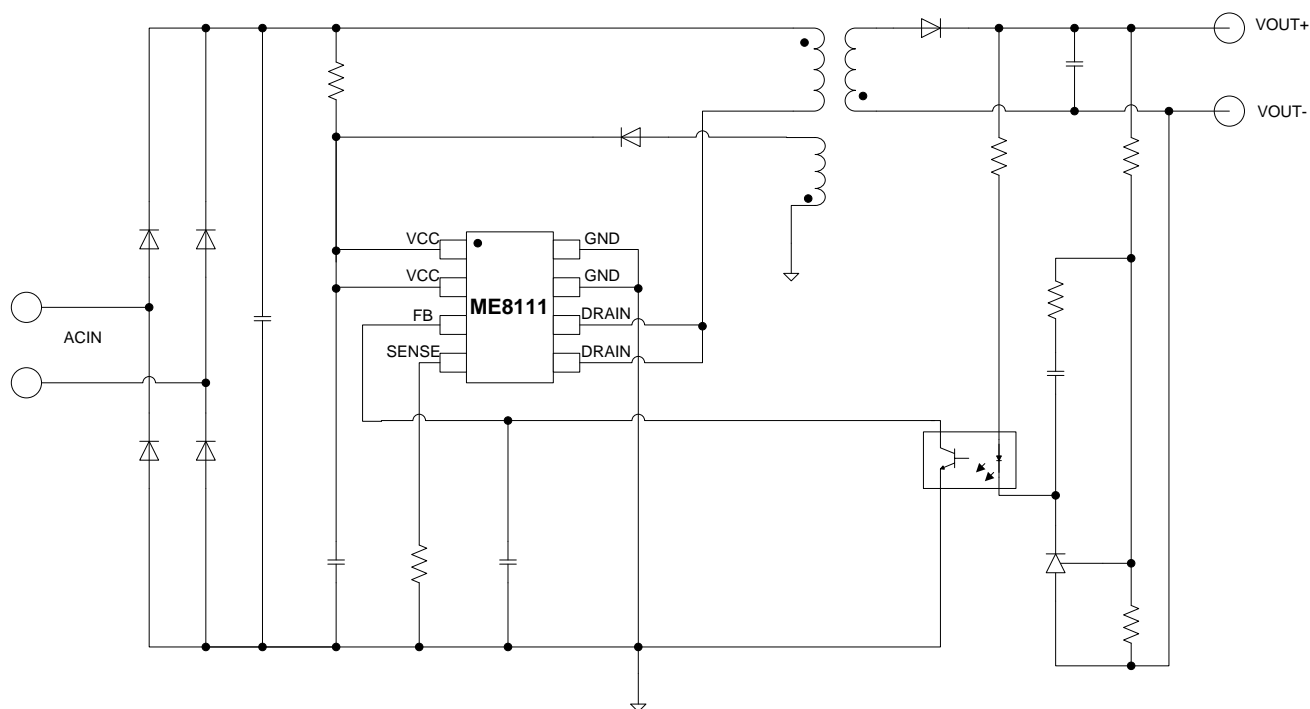 VOUT+
VOUT-
VCC
GND
VCC
GND
ME8111
FB
DRAIN
SENSE
DRAIN
ACIN